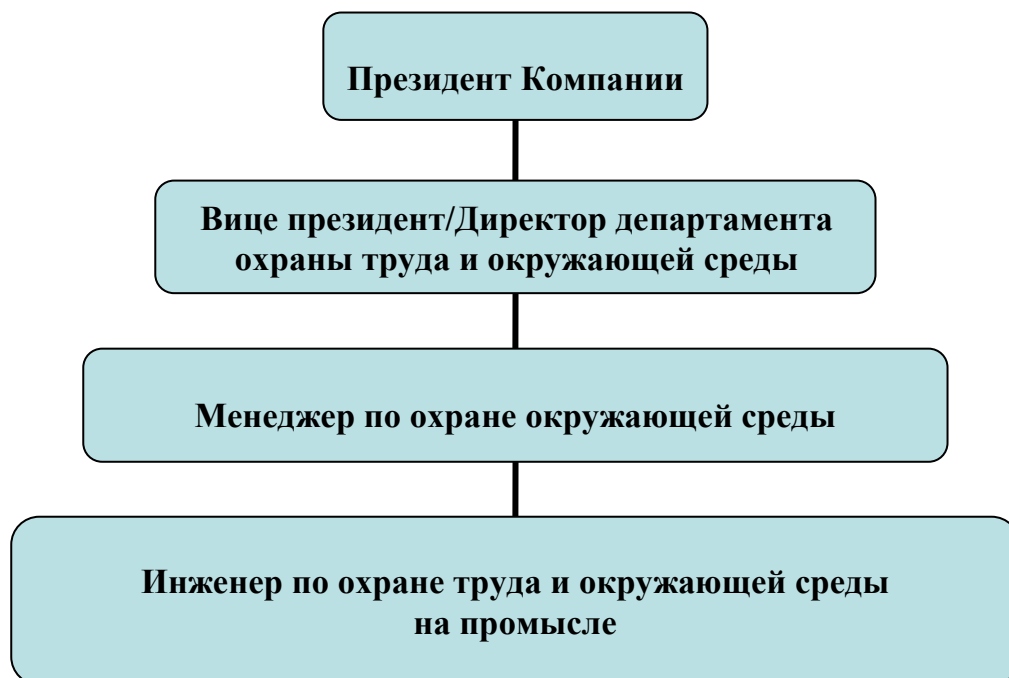 Президент Компании
Вице президент/Директор департамента
охраны труда и окружающей среды
Менеджер по охране окружающей среды
Инженер по охране труда и окружающей среды
на промысле